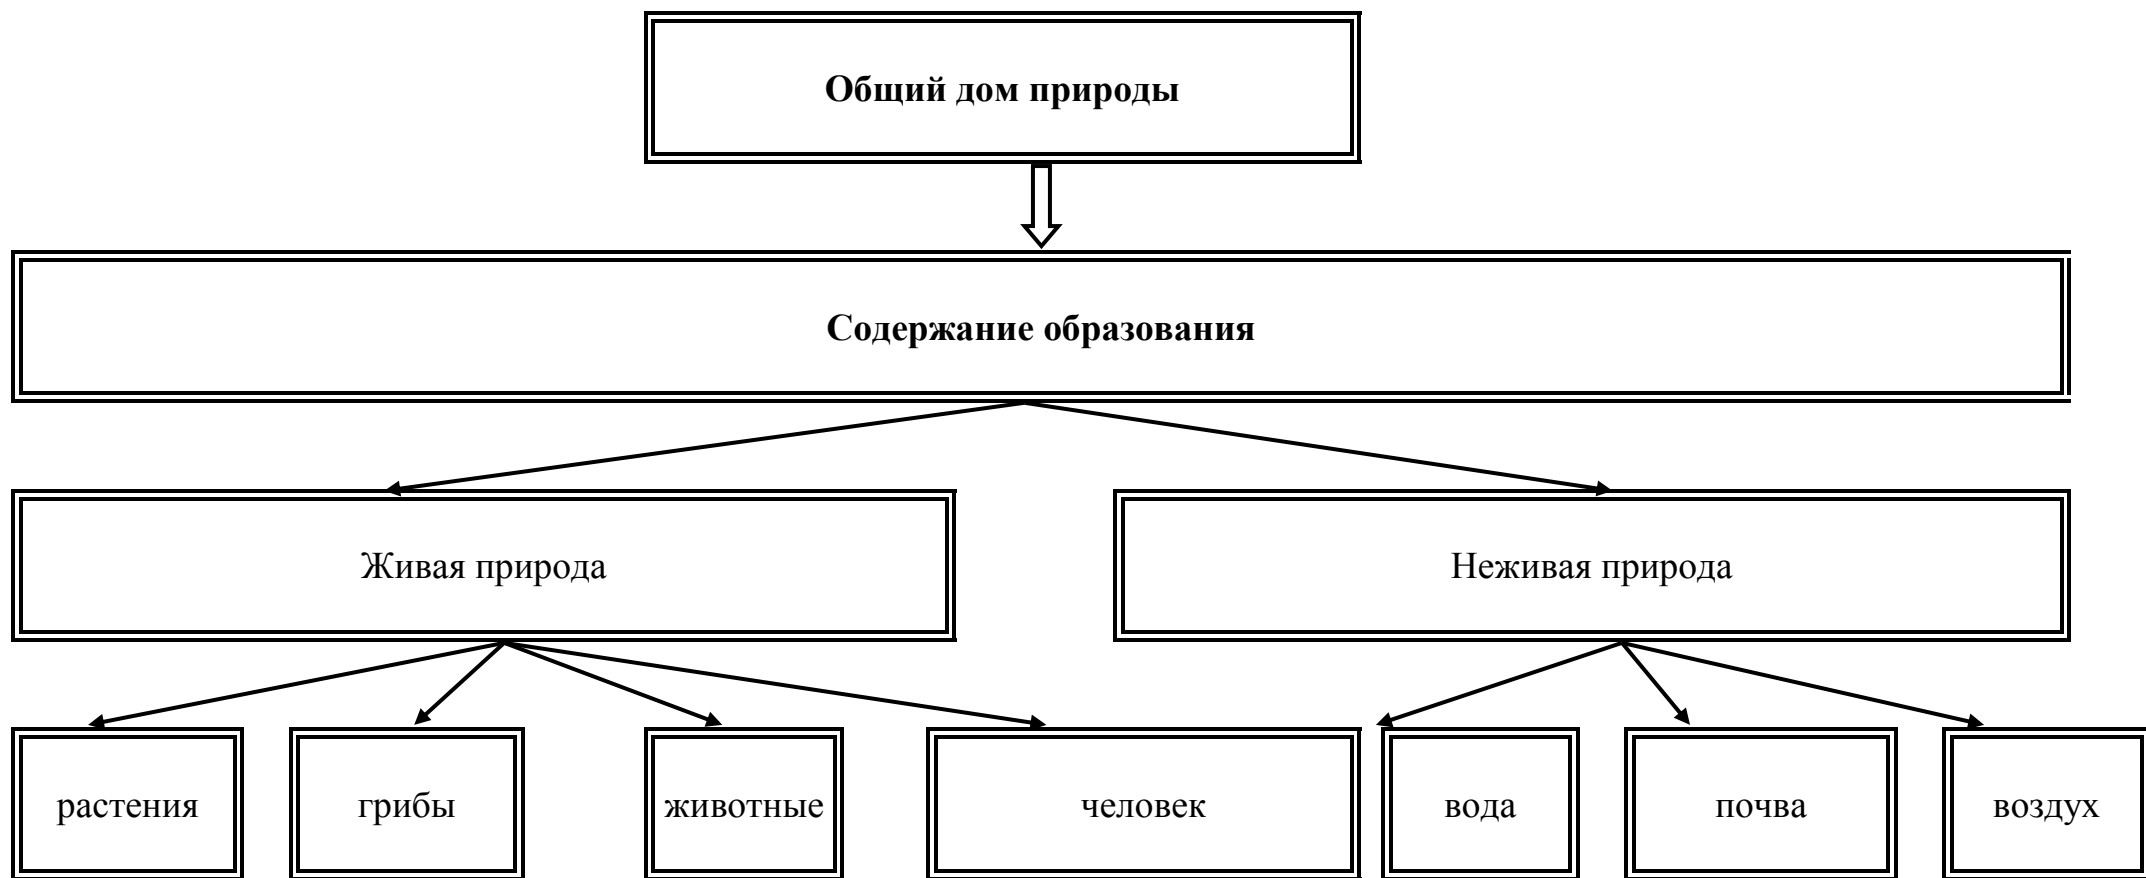 Общий дом природы
Содержание образования
Живая природа
Неживая природа
растения
грибы
животные
человек
вода
почва
воздух